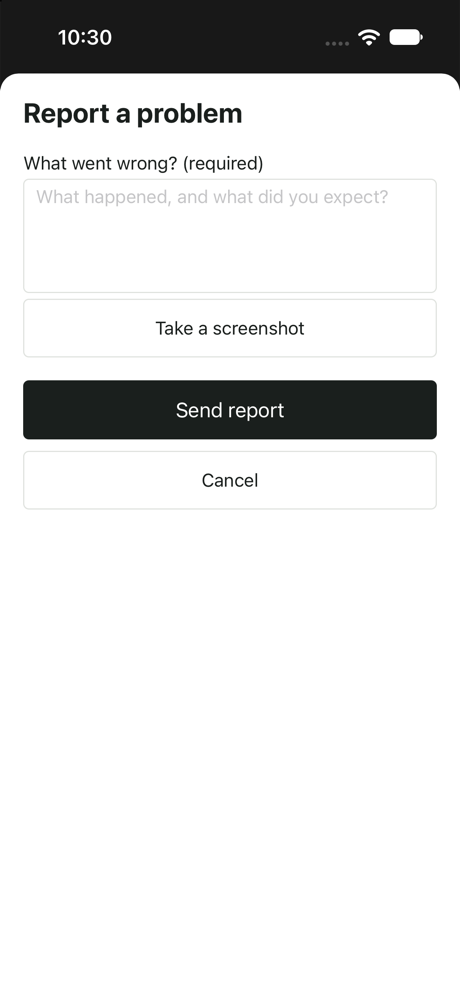 10:30
Report a problem
What went wrong? (required)
What happened, and what did you expect?
Take a screenshot
Send report
Cancel